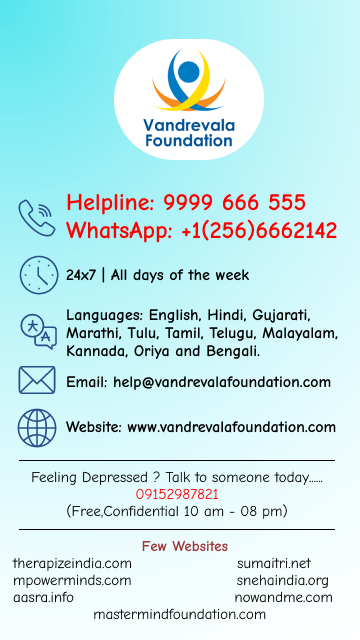 Vandrevala
Foundation
Helpline: 9999 666 555
WhatsApp: +1(256)6662142
24x7 | All days of the week
Languages: English, Hindi, Gujarati,
Marathi, Tulu, Tamil, Telugu, Malayalam,
Kannada, Oriya and Bengali.
Email: help@vandrevalafoundation.com
Website: www.vandrevalafoundation.com
Feeling Depressed ? Talk to someone today......
09152987821
(Free,Confidential 10 am - 08 pm)
Few Websites
therapizeindia.com
sumaitri.net
mpowerminds.com
snehaindia.org
aasra.info
nowandme.com
mastermindfoundation.com